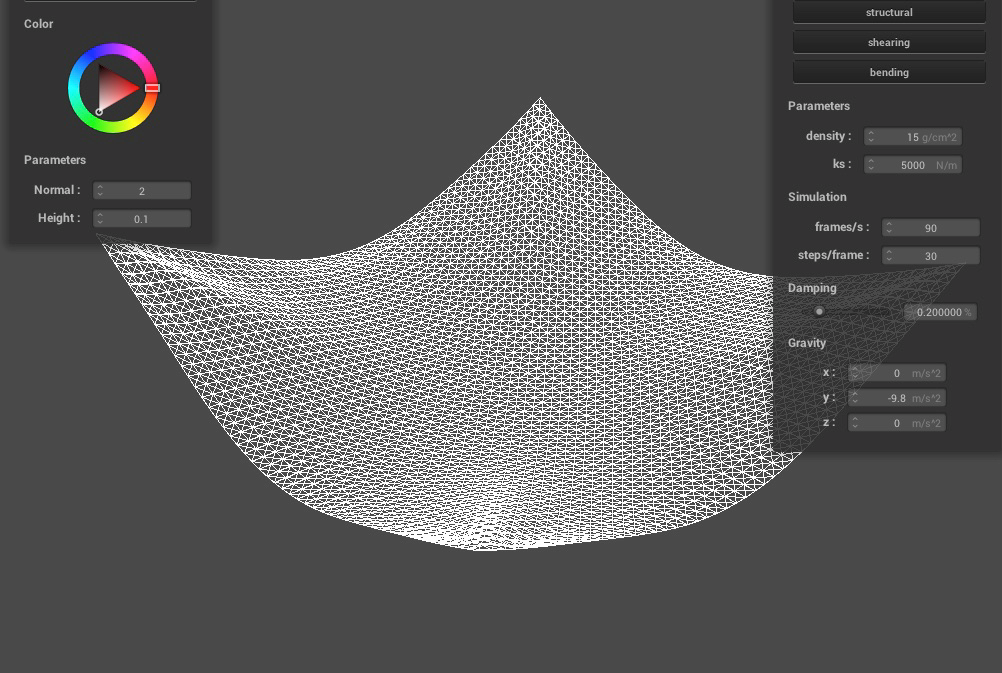 Color
Parameters
Normal : 2
Height : 0.1
structural
shearing
bending
Parameters
density : 15 g/cm^2
ks : 5000 N/m
Simulation
frames/s : 90
steps/frame : 30
Damping
0.200000 %
Gravity
x : 0 m/s^2
y : -9.8 m/s^2
z : 0 m/s^2